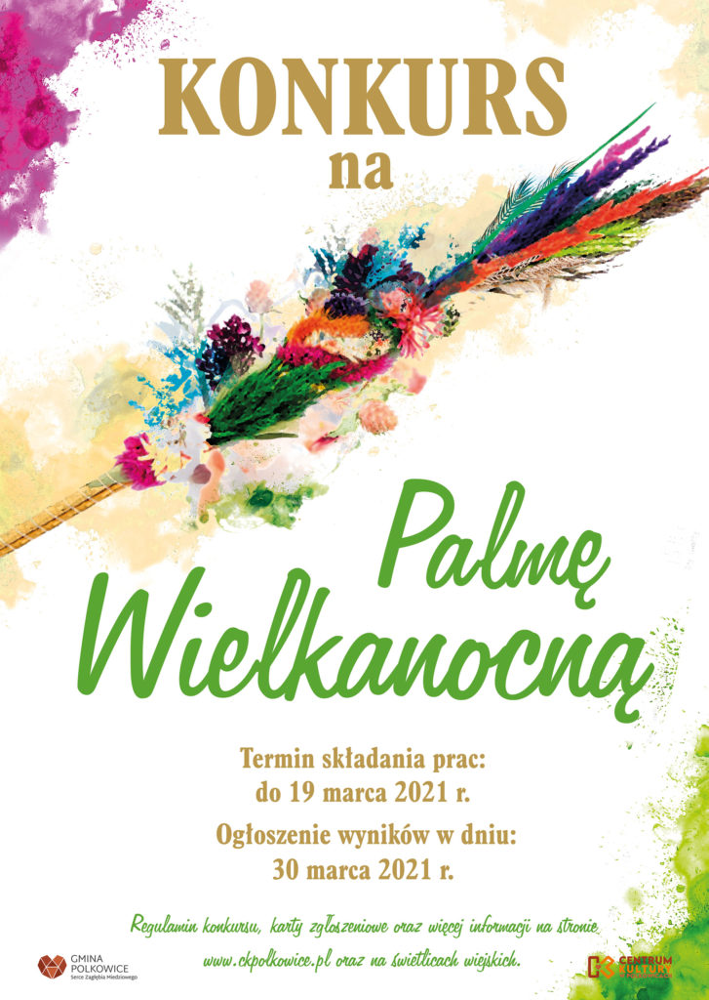 KONKURS
na
Palmę
Wielkanocną
Termin składania prac:
do 19 marca 2021 r.
Ogłoszenie wyników w dniu:
30 marca 2021 r.
Regulamin konkursu, karty zgłoszeniowe oraz więcej informacji na stronie
www.ckpolkowice.pl oraz na świetlicach wiejskich.
GMINA
POLKOWICE
Serce Zagłębia Miedziowego
CENTRUM
KULTURY